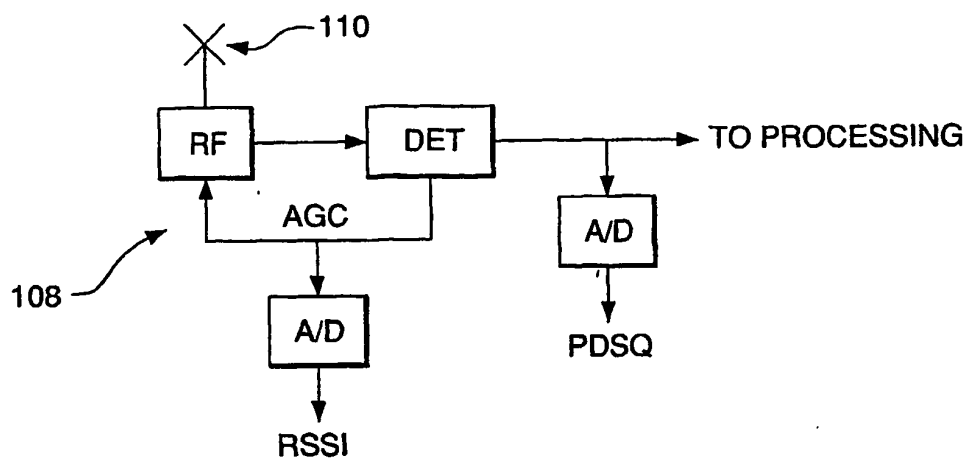 110
RF
DET
TO PROCESSING
AGC
A/D
108
A/D
PDSQ
RSSI